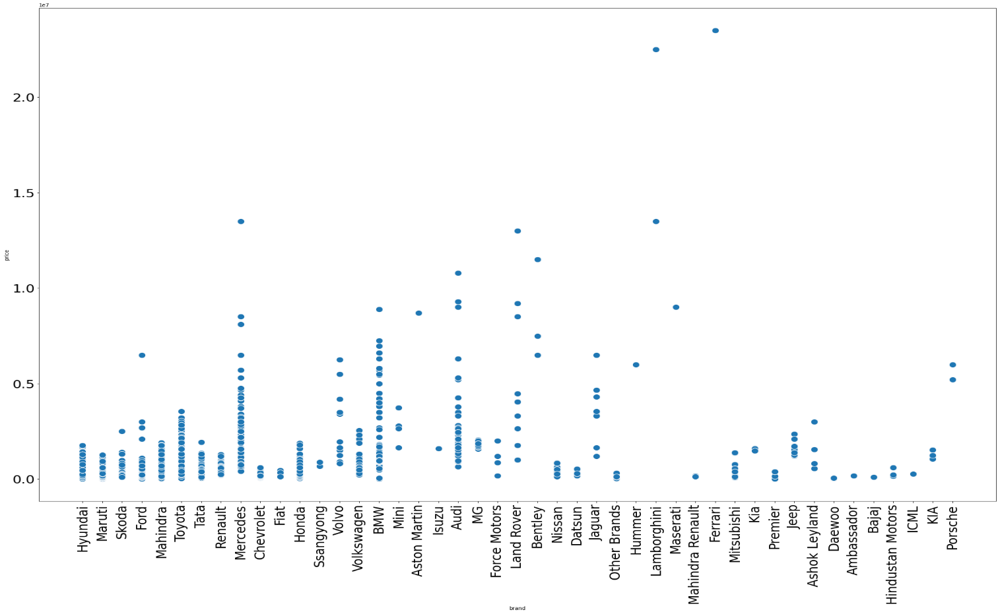 1e7
2.0
1.5
1.0
0.5
0.0
price
Hyundai
Maruti
Skoda
Ford
Mahindra
Toyota
Tata
Renault
Mercedes
Chevrolet
Fiat
Honda
Ssangyong
Volvo
Volkswagen
BMW
Mini
Aston Martin
Isuzu
Audi
MG
Force Motors
Land Rover
Bentley
Nissan
Datsun
Jaguar
Other Brands
Hummer
Lamborghini
Maserati
Mahindra Renault
Ferrari
Mitsubishi
Kia
Premier
Jeep
Ashok Leyland
Daewoo
Ambassador
Bajaj
Hindustan Motors
ICML
KIA
Porsche
brand